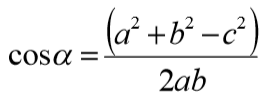 cosα = (a² + b² − c²) / 2ab